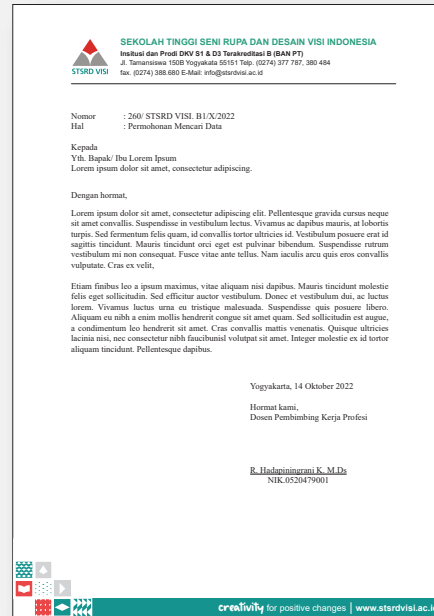 SEKOLAH TINGGI SENI RUPA DAN DESAIN VISI INDONESIA
Insitusi dan Prodi DKV S1 & D3 Terakreditasi B (BAN PT)
Jl. Tamansiswa 150B Yogyakata 55151 Telp. (0274) 377 787, 380 484
fax. (0274) 388.680 E-Mail: info@stsrdvisi.ac.id
STSRD VISI
Nomor : 260/ STSRD VISI. B1/X/2022
Hal : Permohonan Mencari Data
Kepada
Yth. Bapak/ Ibu Lorem Ipsum
Lorem ipsum dolor sit amet, consectetur adipiscing.
Dengan hormat,
Lorem ipsum dolor sit amet, consectetur adipiscing elit. Pellentesque gravida cursus neque
sit amet convallis. Suspendisse in vestibulum lectus. Vivamus ac dapibus mauris, at lobortis
turpis. Sed fermentum felis quam, id convallis tortor ultricies id. Vestibulum posuere erat id
sagittis tincidunt. Mauris tincidunt orci eget est pulvinar bibendum. Suspendisse rutrum
vestibulum mi non consequat. Fusce vitae ante tellus. Nam iaculis arcu quis eros convallis
vulputate. Cras ex velit,
Etiam finibus leo a ipsum maximus, vitae aliquam nisi dapibus. Mauris tincidunt molestie
felis eget sollicitudin. Sed efficitur auctor vestibulum. Donec et vestibulum dui, ac luctus
lorem. Vivamus luctus urna eu tristique malesuada. Suspendisse quis posuere libero.
Aliquam eu nibh a enim mollis hendrerit congue sit amet quam. Sed sollicitudin est augue,
a condimentum leo hendrerit sit amet. Cras convallis mattis venenatis. Quisque ultricies
lacinia nisi, nec consectetur nibh faucibunisl volutpat sit amet. Integer molestie ex id tortor
aliquam tincidunt. Pellentesque dapibus.
Yogyakarta, 14 Oktober 2022
Hormat kami,
Dosen Pembimbing Kerja Profesi
R. Hadapiningrani K. M.Ds
NIK.0520479001
creativity for positive changes | www.stsrdvisi.ac.id